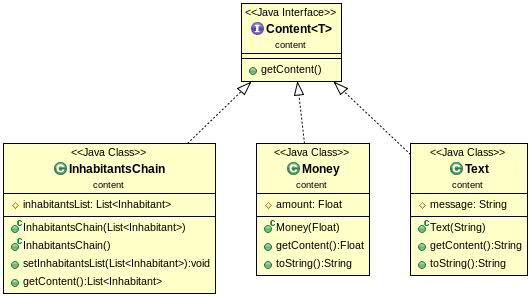 <<Java Interface>>
Content<T>
content
getContent()
<<Java Class>>
InhabitantsChain
content
inhabitantsList: List<Inhabitant>
InhabitantsChain(List<Inhabitant>)
InhabitantsChain()
setInhabitantsList(List<Inhabitant>):void
getContent():List<Inhabitant>
<<Java Class>>
Money
content
amount: Float
Money(Float)
getContent():Float
toString():String
<<Java Class>>
Text
content
message: String
Text(String)
getContent():String
toString():String